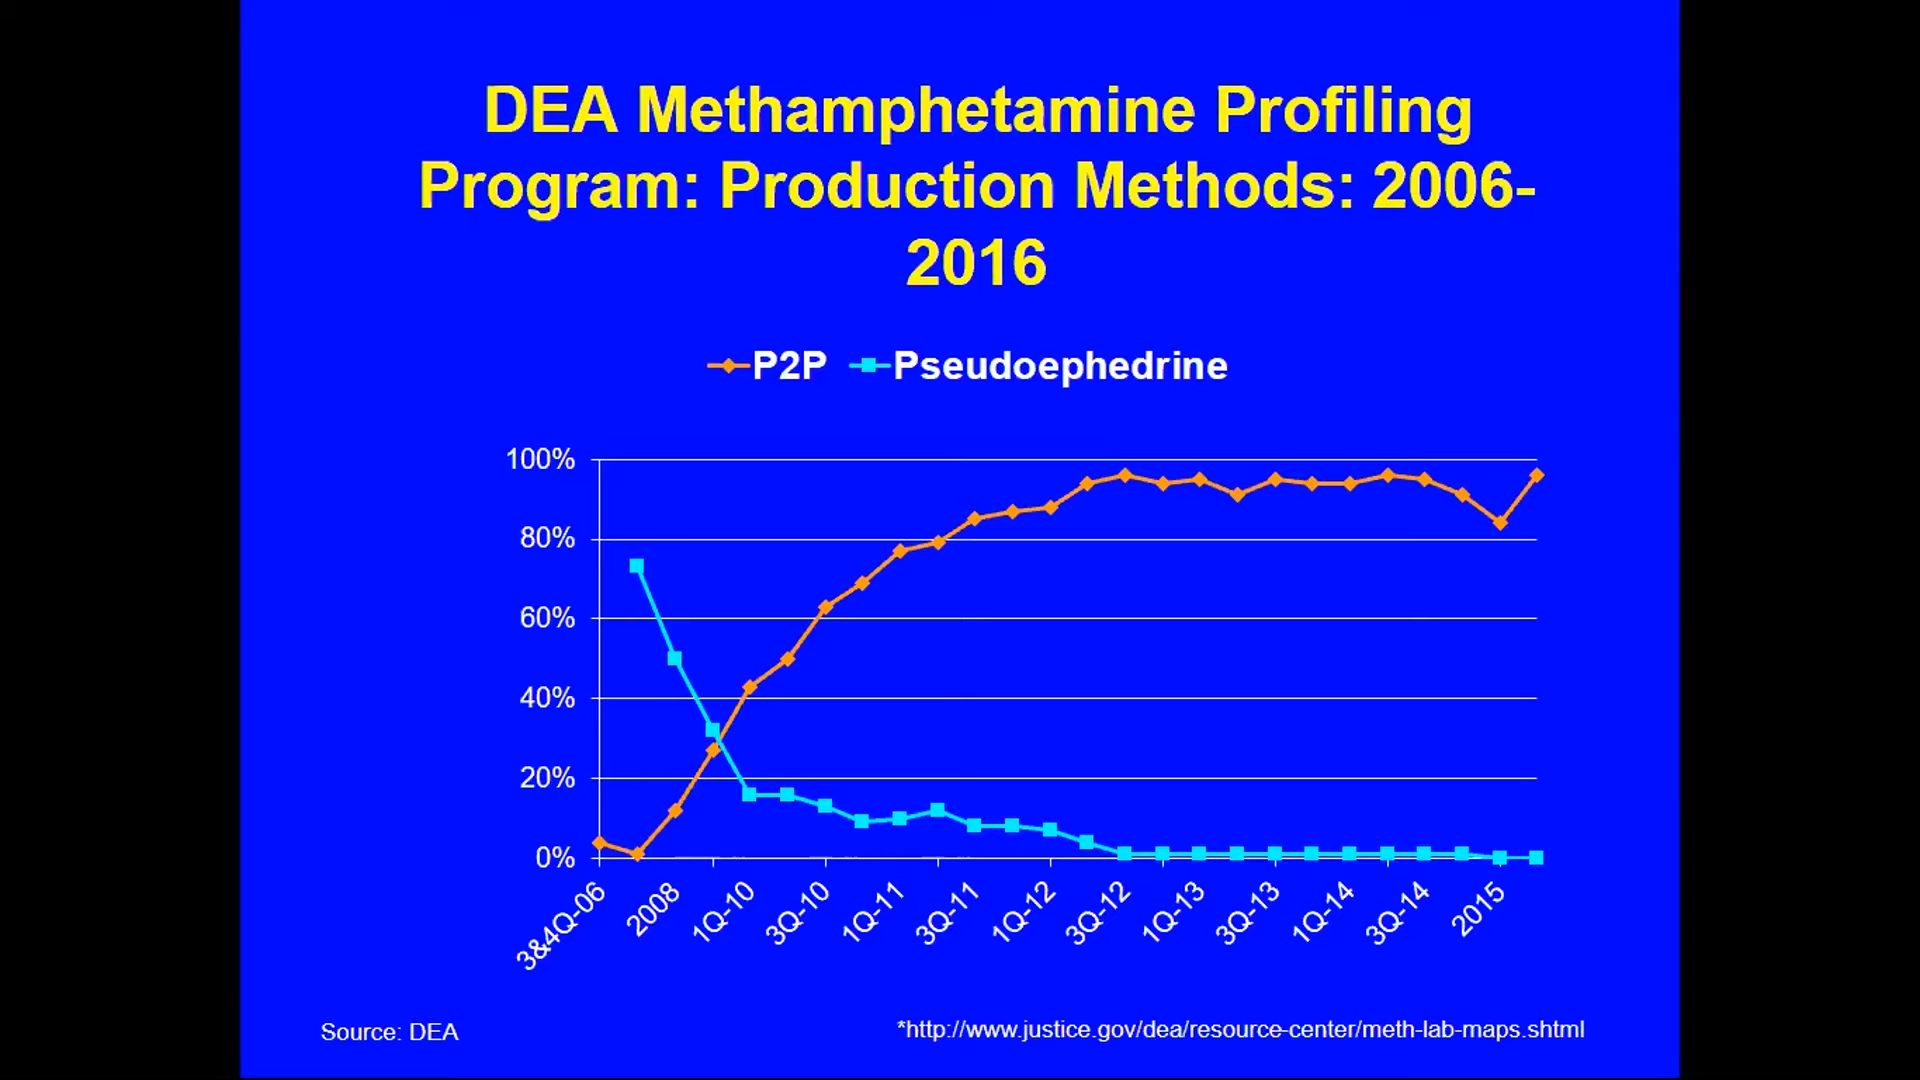 DEA Methamphetamine Profiling
Program: Production Methods: 2006-
2016
P2P Pseudoephedrine
100%
80%
60%
40%
20%
0%
3&4Q-06 2008 1Q-10 3Q-10 1Q-11 3Q-11 1Q-12 3Q-12 1Q-13 3Q-13 1Q-14 3Q-14 2015
Source: DEA
*http://www.justice.gov/dea/resource-center/meth-lab-maps.shtml